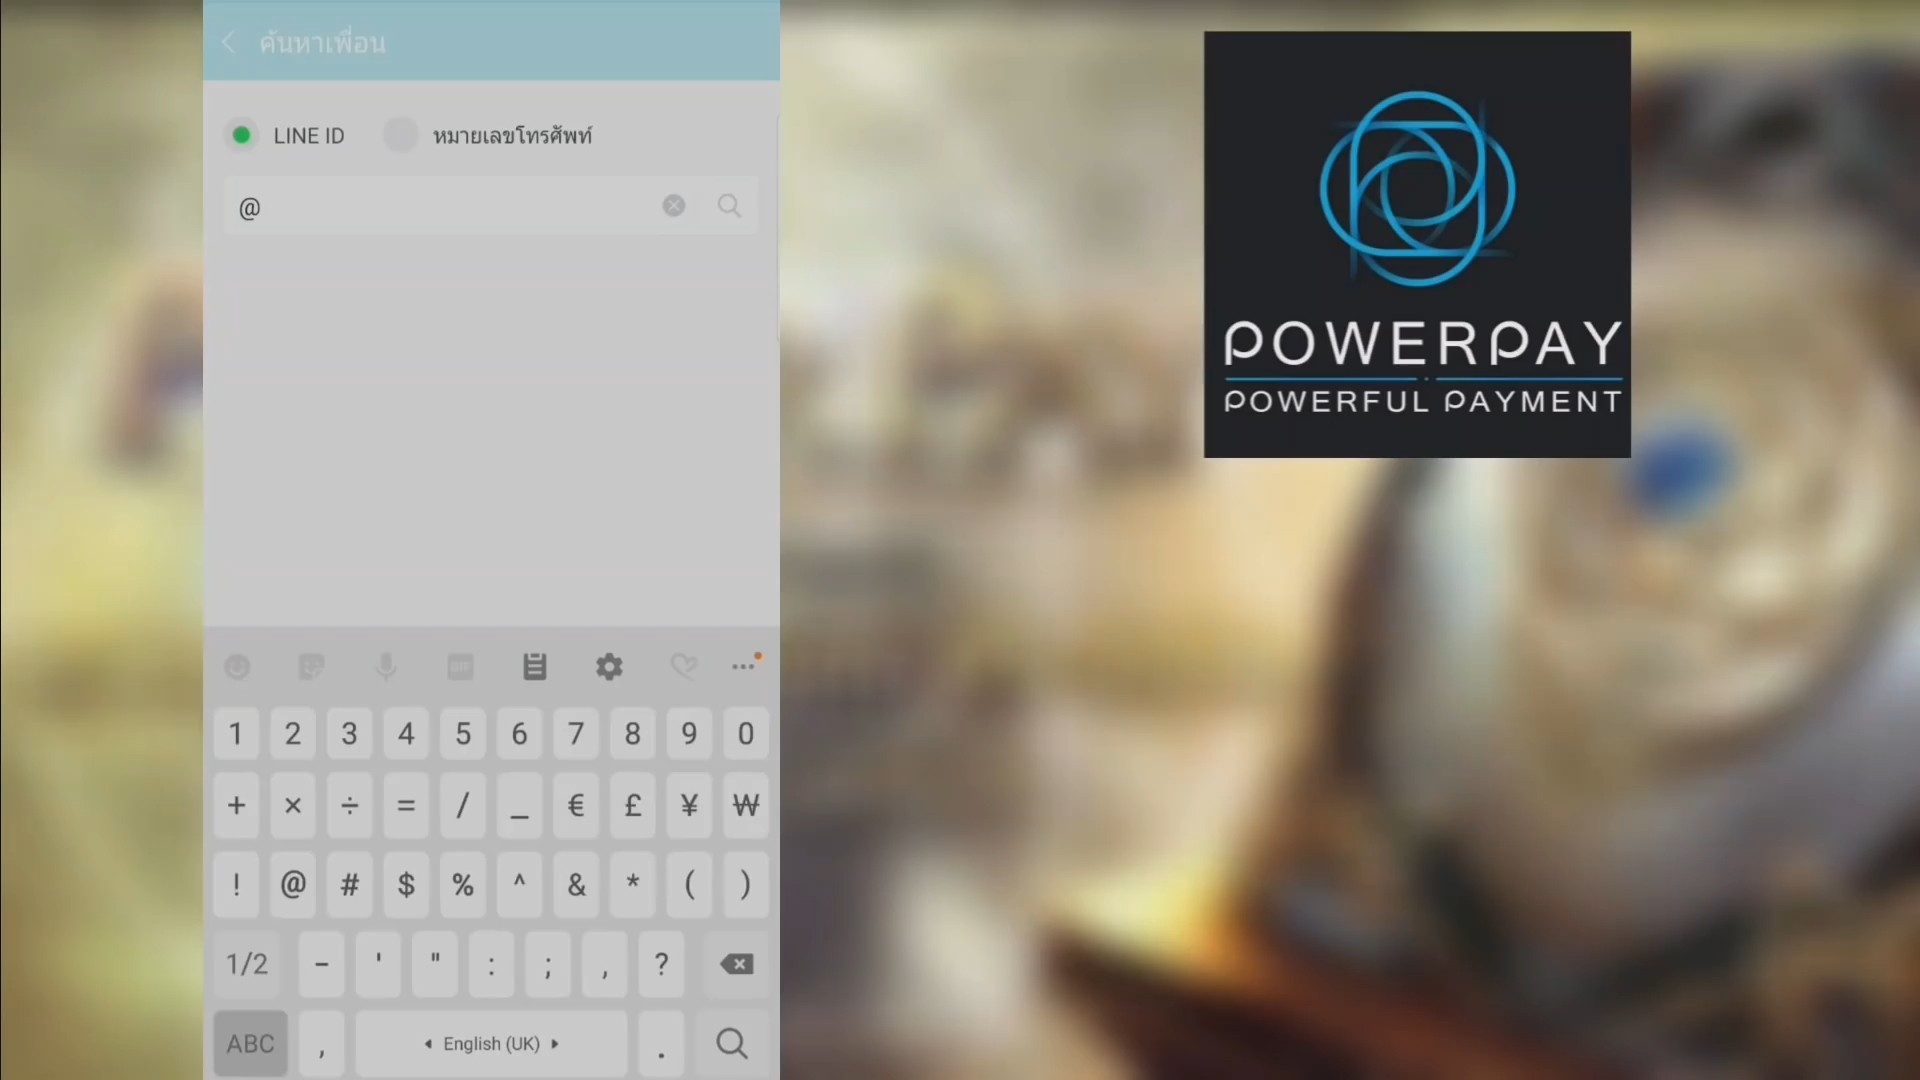 ค้นหาเพื่อน
LINE ID
หมายเลขโทรศัพท์
@
GIF
1 2 3 4 5 6 7 8 9 0
+ × ÷ = / _ € £ ¥ ₩
! @ # $ % ^ & * ( )
1/2 - ' " : ; , ?
ABC , English (UK) .
POWERPAY
POWERFUL PAYMENT